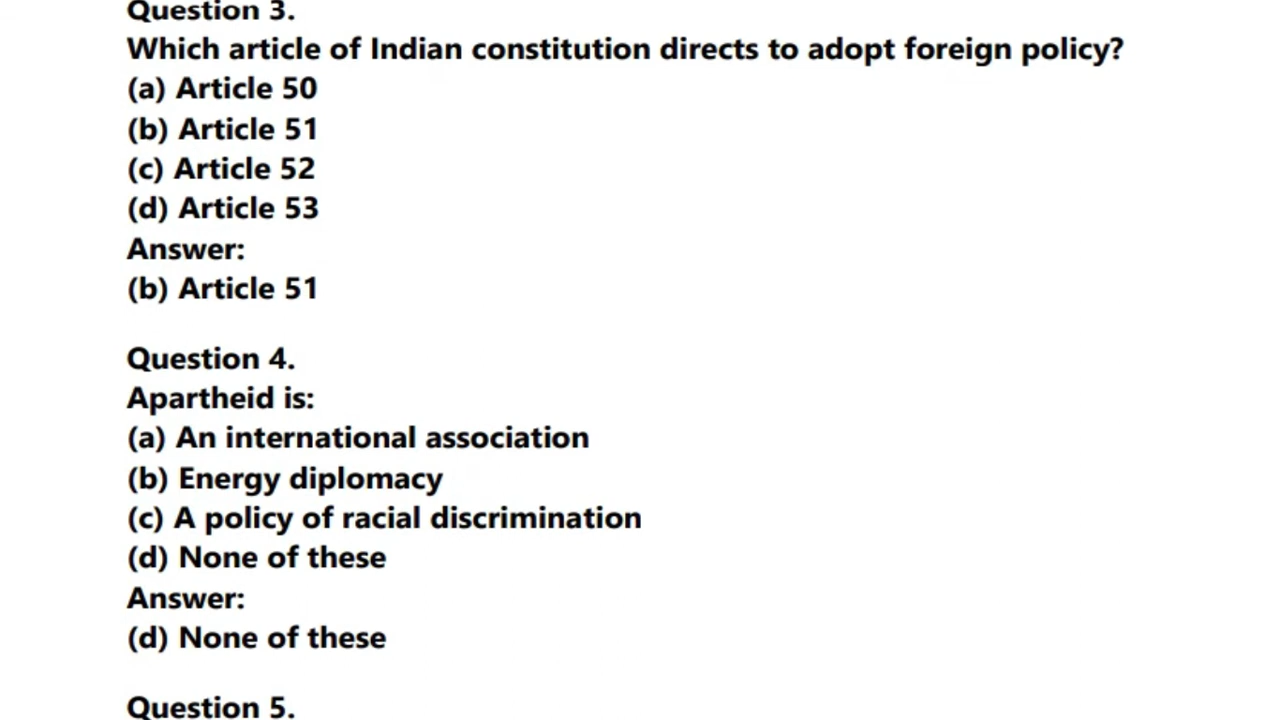 Question 3.
Which article of Indian constitution directs to adopt foreign policy?
(a) Article 50
(b) Article 51
(c) Article 52
(d) Article 53
Answer:
(b) Article 51
Question 4.
Apartheid is:
(a) An international association
(b) Energy diplomacy
(c) A policy of racial discrimination
(d) None of these
Answer:
(d) None of these
Question 5.